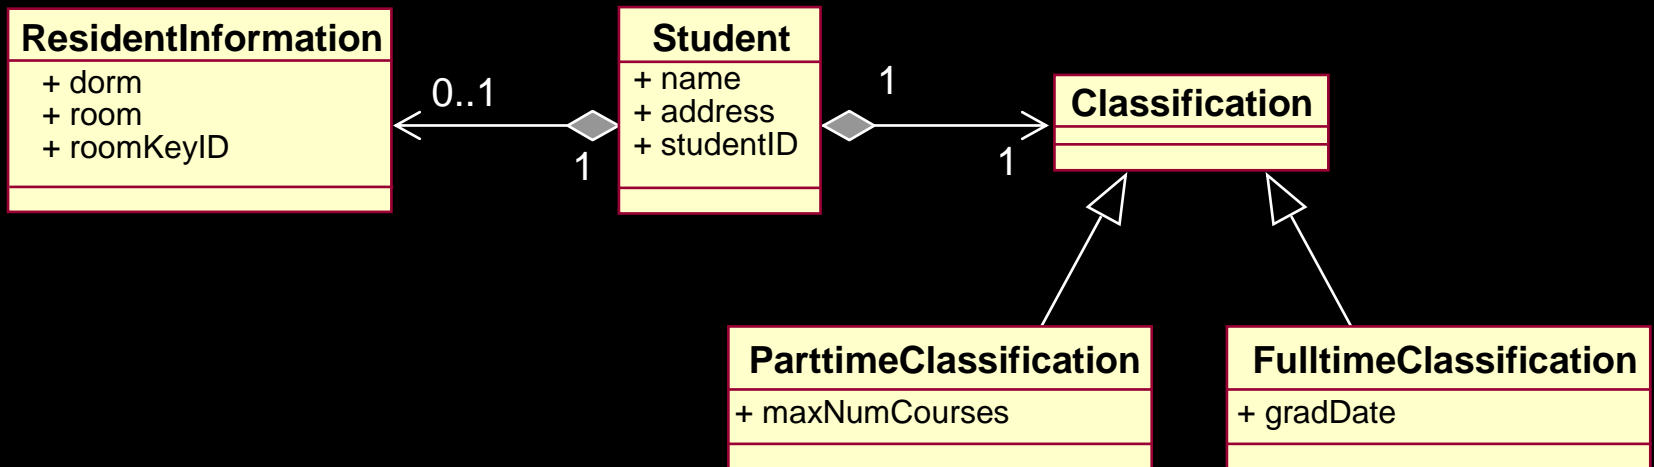 ResidentInformation
+ dorm
+ room
+ roomKeyID
0..1
1
Student
+ name
+ address
+ studentID
1
1
Classification
ParttimeClassification
+ maxNumCourses
FulltimeClassification
+ gradDate